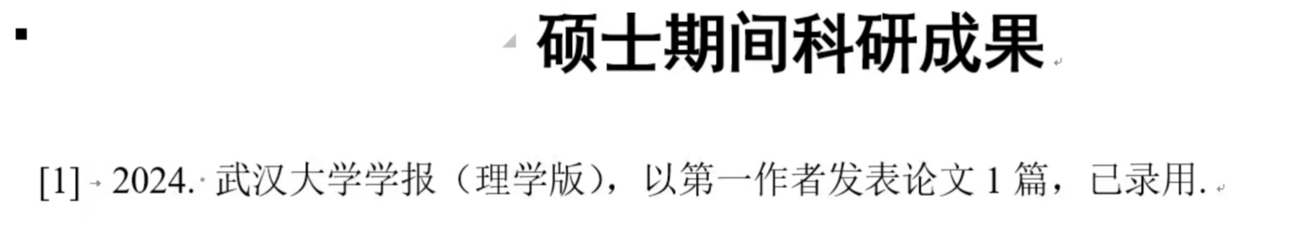 硕士期间科研成果
[1] 2024. 武汉大学学报（理学版），以第一作者发表论文 1 篇，已录用.